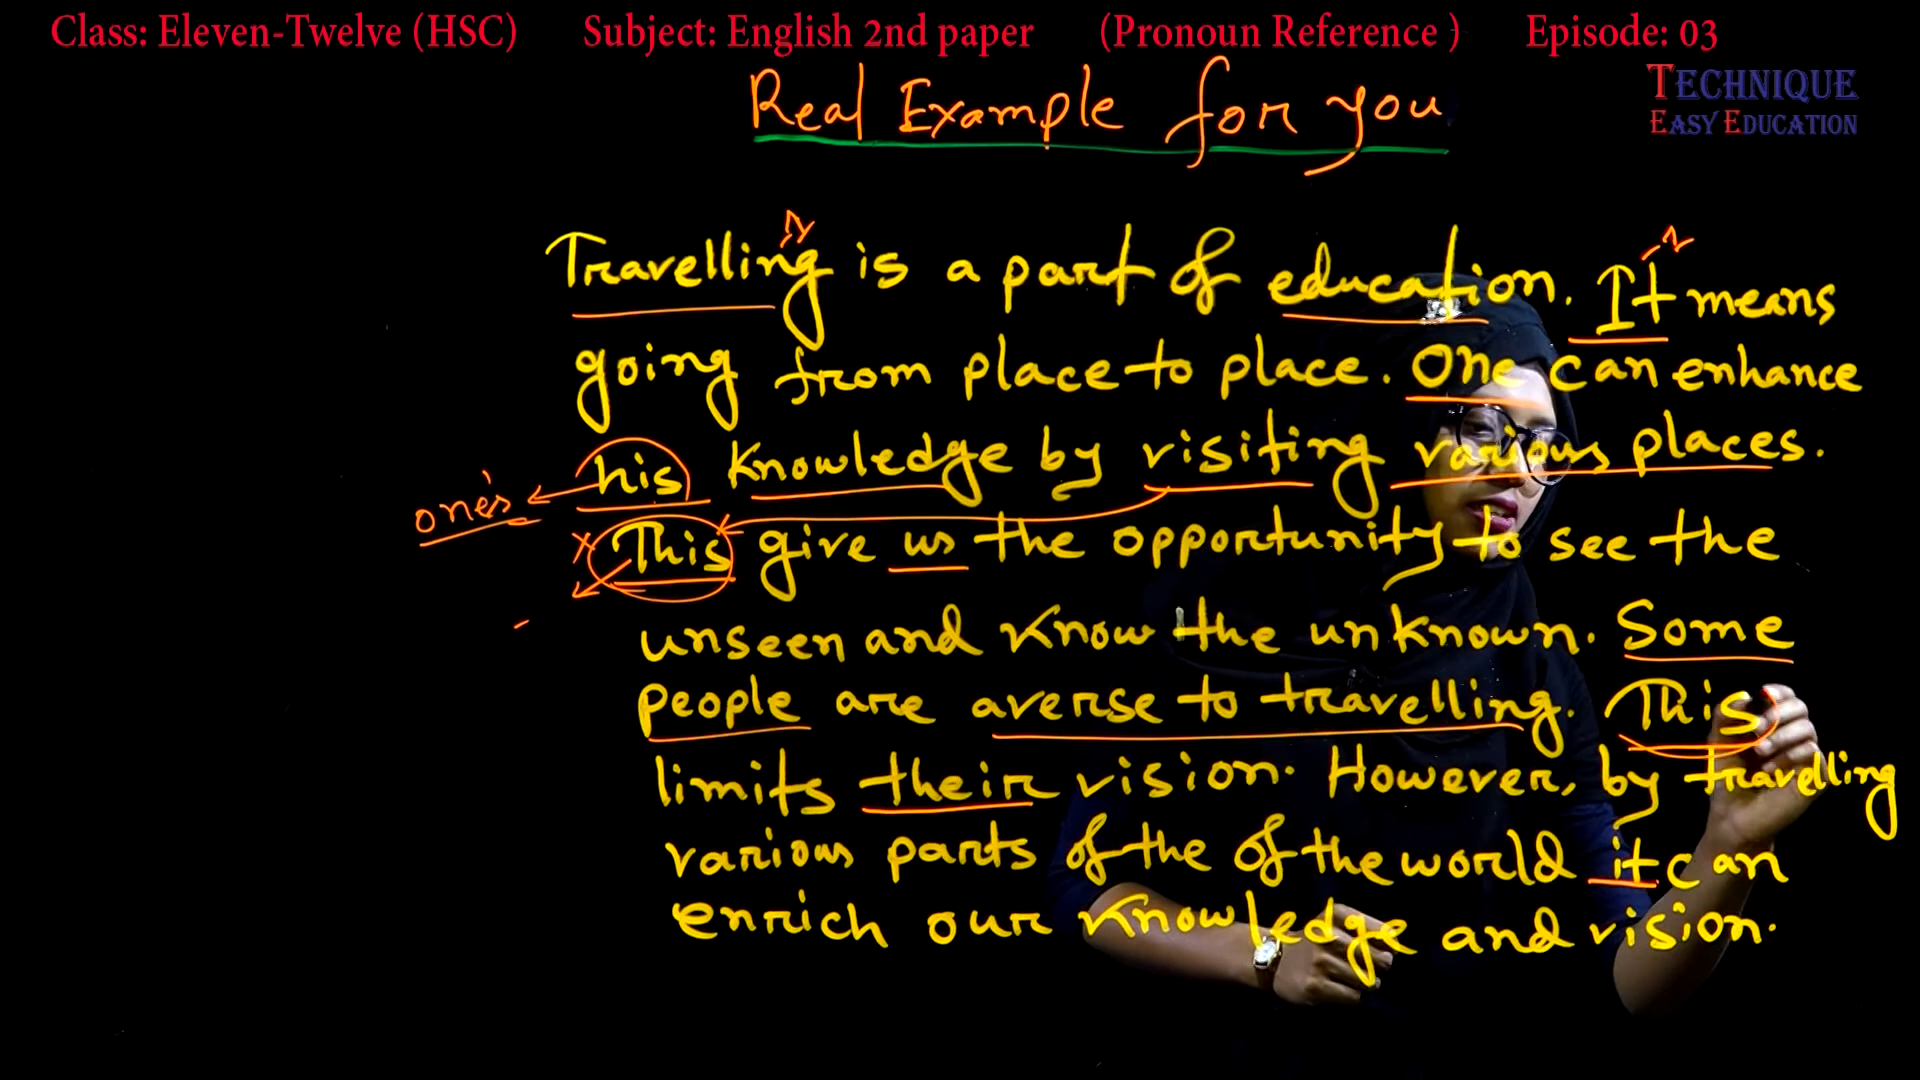 Class: Eleven-Twelve (HSC) Subject: English 2nd paper (Pronoun Reference ) Episode: 03
TECHNIQUE
EASY EDUCATION
Real Example for you
Travelling is a part of education. It means
going from place to place. One can enhance
his knowledge by visiting various places.
one's
This give us the opportunity to see the
unseen and know the unknown. Some
people are averse to travelling. This
limits their vision. However, by travelling
various parts of the of the world it can
enrich our knowledge and vision.